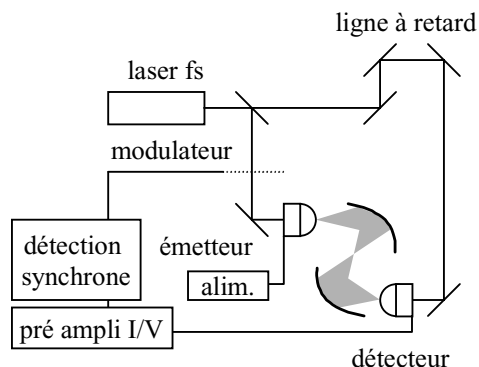 ligne à retard
laser fs
modulateur
détection
synchrone
émetteur
alim.
pré ampli I/V
détecteur